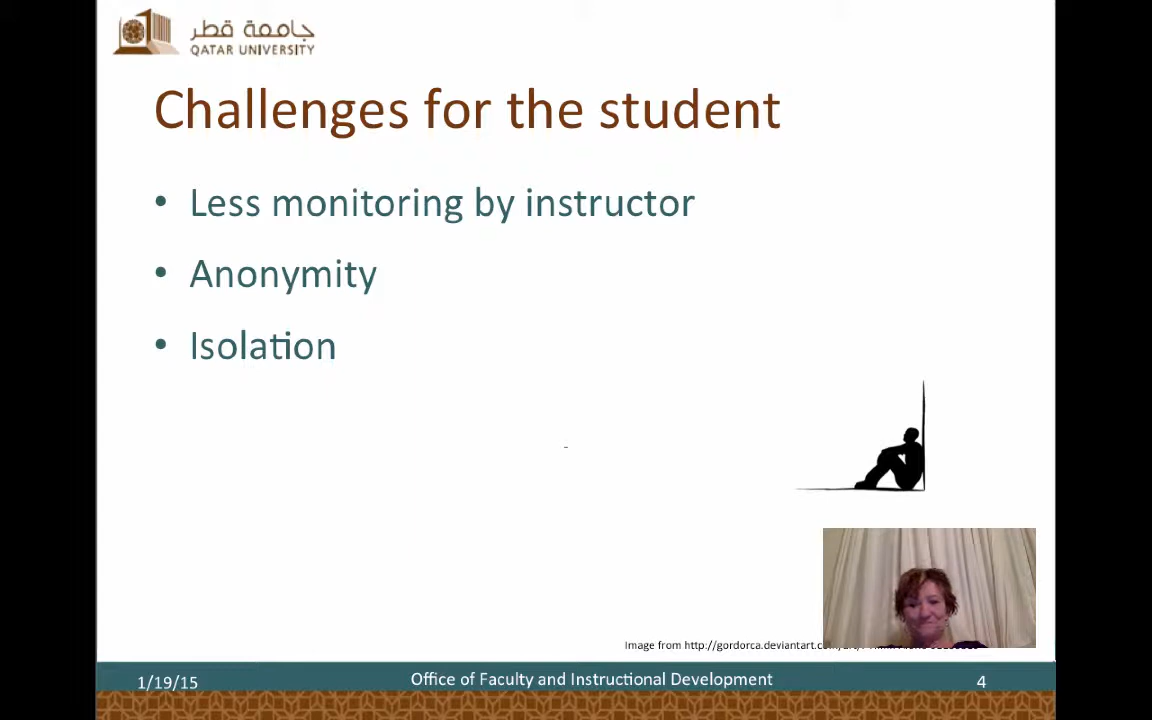 جامعة قطر
QATAR UNIVERSITY
Challenges for the student
• Less monitoring by instructor
• Anonymity
• Isolation
Image from http://gordorca.deviantart.com
1/19/15
Office of Faculty and Instructional Development
4